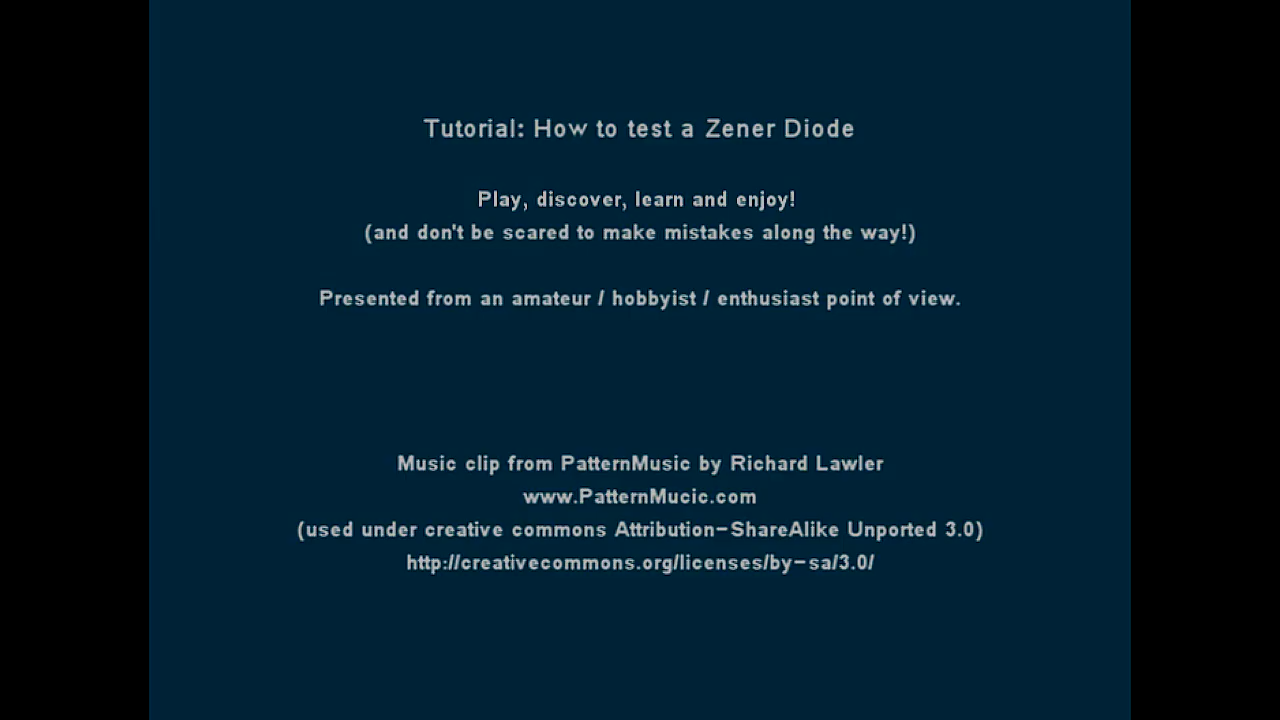 Tutorial: How to test a Zener Diode
Play, discover, learn and enjoy!
(and don't be scared to make mistakes along the way!)
Presented from an amateur / hobbyist / enthusiast point of view.
Music clip from PatternMusic by Richard Lawler
www.PatternMucic.com
(used under creative commons Attribution-ShareAlike Unported 3.0)
http://creativecommons.org/licenses/by-sa/3.0/